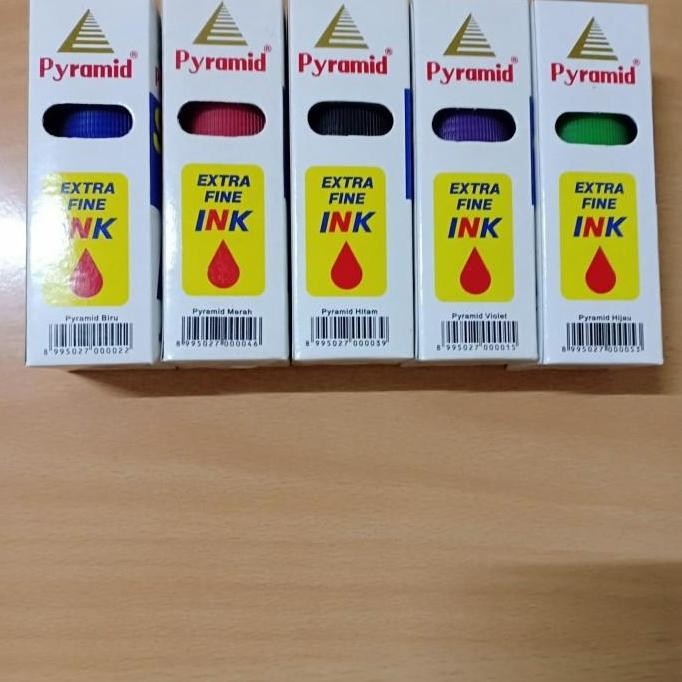 Pyramid®
EXTRA
FINE
INK
Pyramid Biru
8 995027 000022
Pyramid®
EXTRA
FINE
INK
Pyramid Merah
8 995027 000046
Pyramid®
EXTRA
FINE
INK
Pyramid Hitam
8 995027 000039
Pyramid®
EXTRA
FINE
INK
Pyramid Violet
8 995027 000015
Pyramid®
EXTRA
FINE
INK
Pyramid Hijau
8 995027 000053